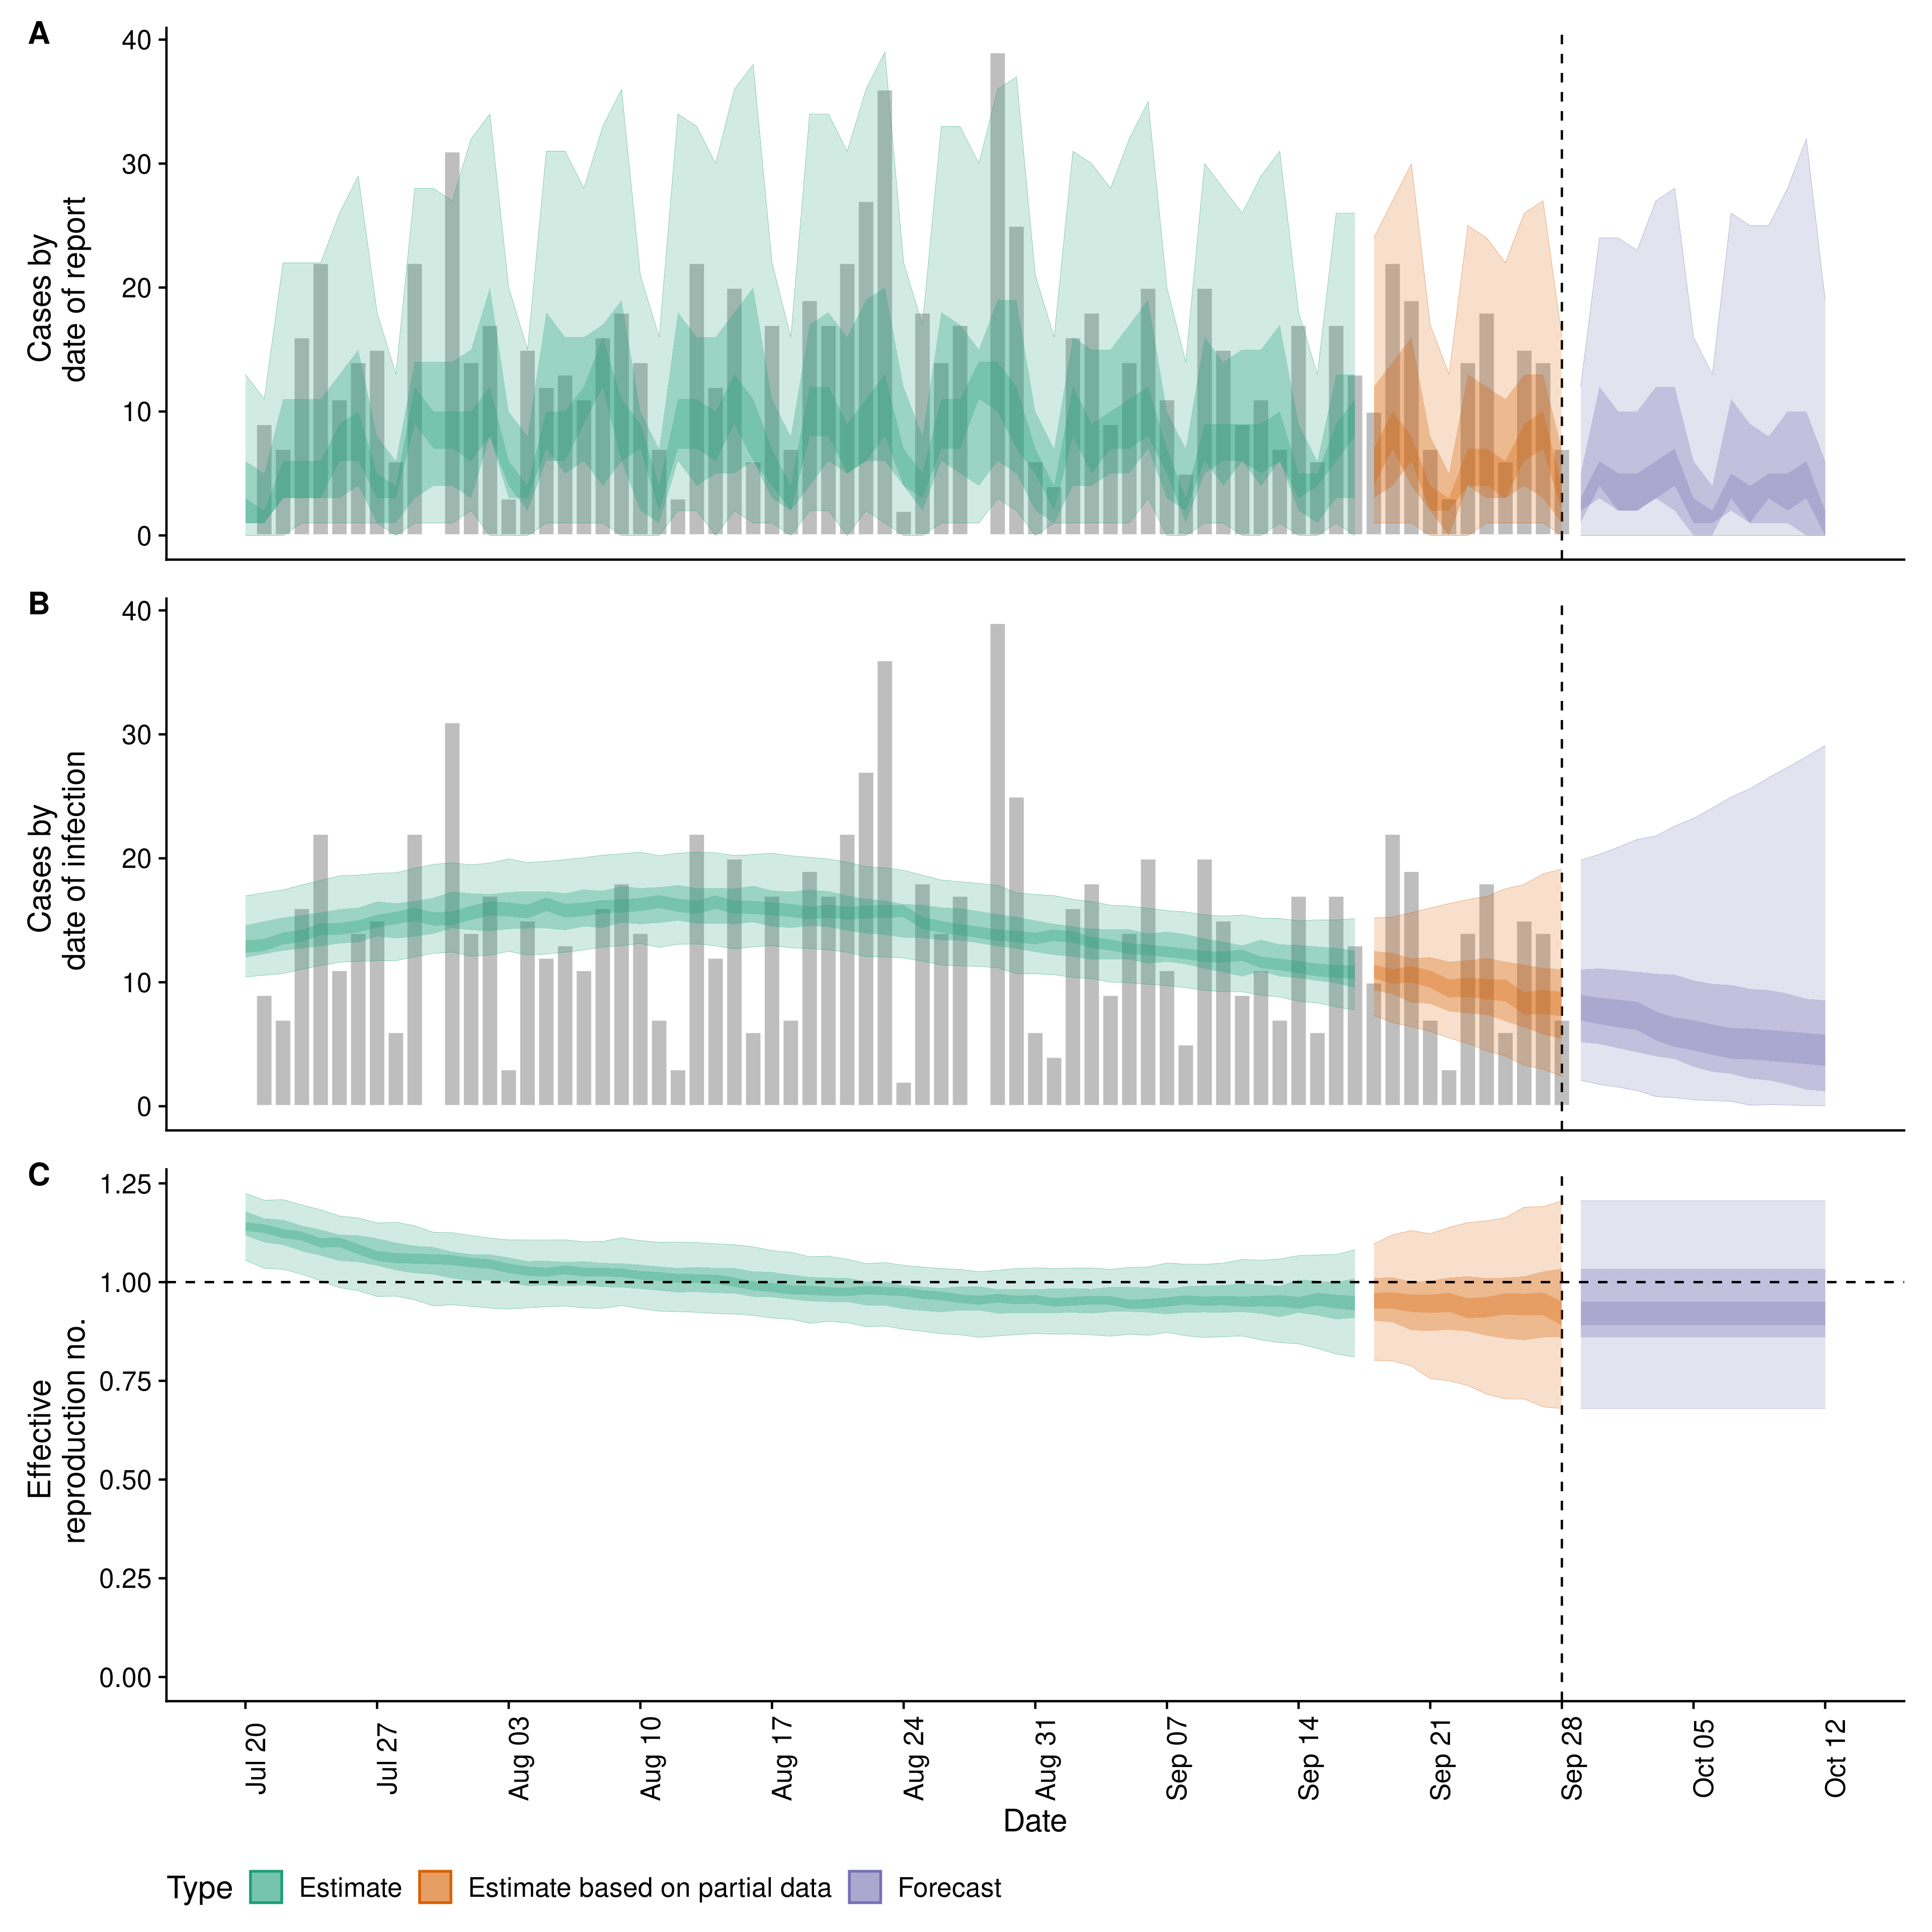 A
40
30
20
10
0
Cases by
date of report
B
40
30
20
10
0
Cases by
date of infection
C
1.25
1.00
0.75
0.50
0.25
0.00
Effective
reproduction no.
Jul 20
Jul 27
Aug 03
Aug 10
Aug 17
Aug 24
Aug 31
Sep 07
Sep 14
Sep 21
Sep 28
Oct 05
Oct 12
Date
Type Estimate Estimate based on partial data Forecast